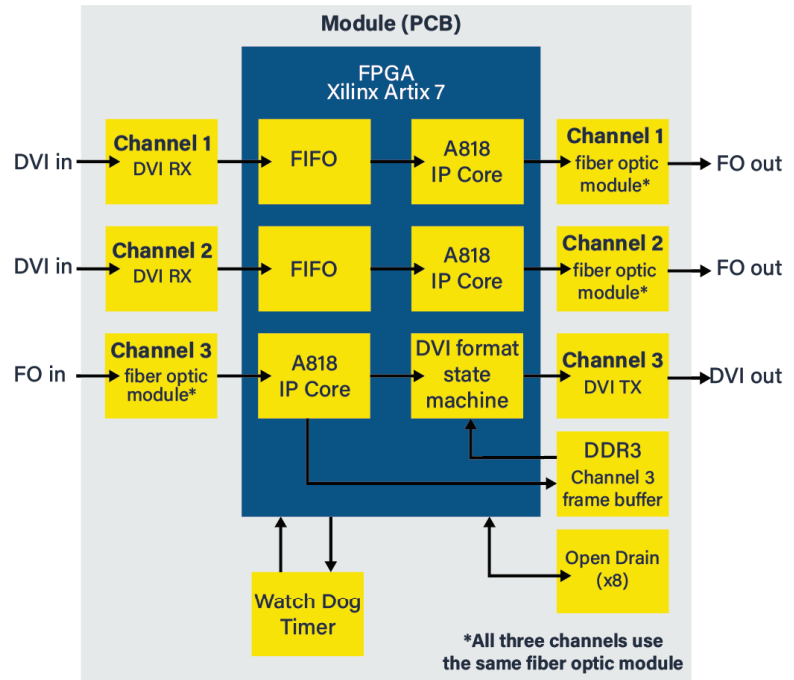 Module (PCB)
FPGA
Xilinx Artix 7
DVI in
Channel 1
DVI RX
FIFO
A818
IP Core
Channel 1
fiber optic
module*
FO out
DVI in
Channel 2
DVI RX
FIFO
A818
IP Core
Channel 2
fiber optic
module*
FO out
FO in
Channel 3
fiber optic
module*
A818
IP Core
DVI format
state
machine
Channel 3
DVI TX
DVI out
DDR3
Channel 3
frame buffer
Open Drain
(x8)
Watch Dog
Timer
*All three channels use
the same fiber optic module